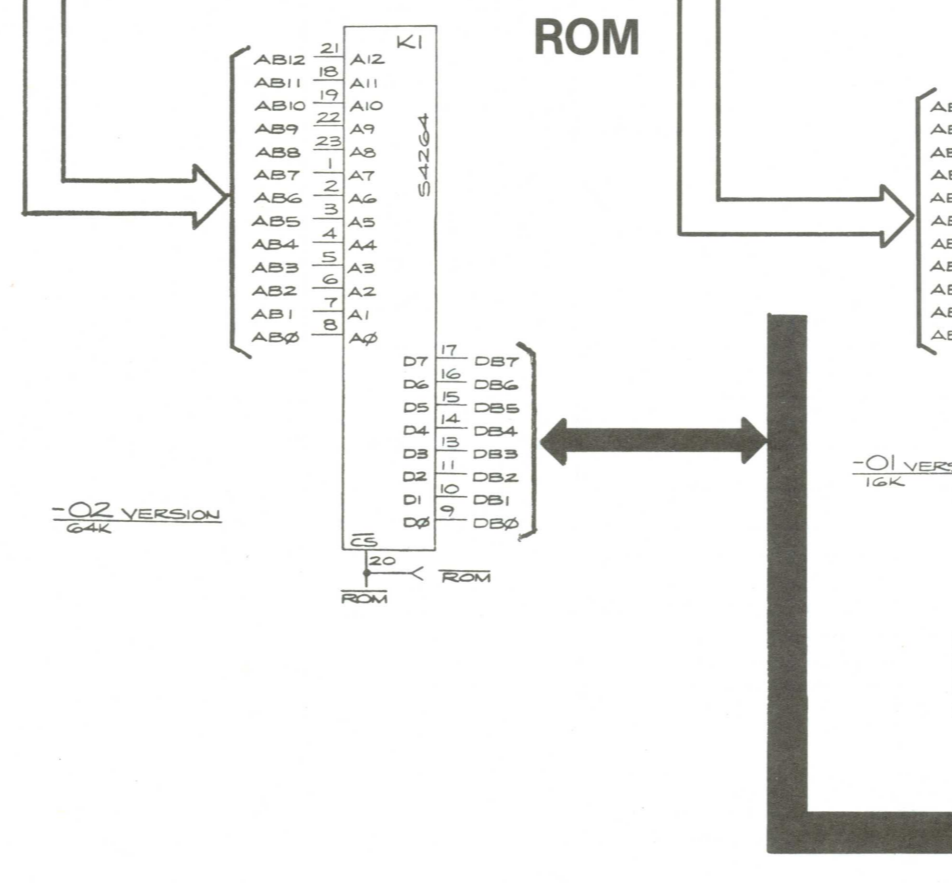 ROM
K1
S4264
AB12 21 A12
AB11 18 A11
AB10 19 A10
AB9 22 A9
AB8 23 A8
AB7 1 A7
AB6 2 A6
AB5 3 A5
AB4 4 A4
AB3 5 A3
AB2 6 A2
AB1 7 A1
ABØ 8 AØ
D7 17 DB7
D6 16 DB6
D5 15 DB5
D4 14 DB4
D3 13 DB3
D2 11 DB2
D1 10 DB1
DØ 9 DBØ
CS
20
ROM
ROM
-02 VERSION
64K
-01
16K